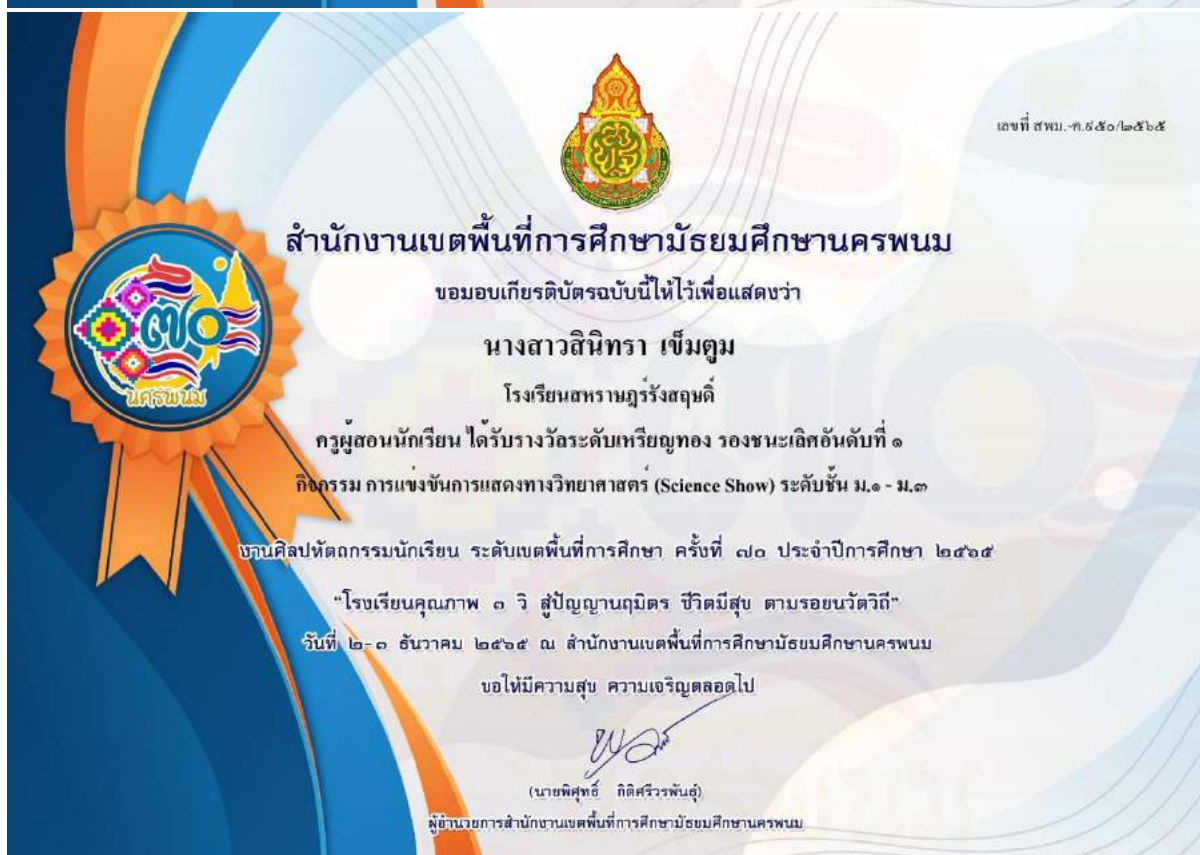 เลขที่ สพม.-ค.๙๕๐/๒๕๖๕
สำนักงานเขตพื้นที่การศึกษามัธยมศึกษานครพนม
ขอมอบเกียรติบัตรฉบับนี้ให้ไว้เพื่อแสดงว่า
นางสาวสินิทรา เข็มตูม
โรงเรียนสหราษฎร์รังสฤษดิ์
ครูผู้สอนนักเรียน ได้รับรางวัลระดับเหรียญทอง รองชนะเลิศอันดับที่ ๑
กิจกรรม การแข่งขันการแสดงทางวิทยาศาสตร์ (Science Show) ระดับชั้น ม.๑ - ม.๓
งานศิลปหัตถกรรมนักเรียน ระดับเขตพื้นที่การศึกษา ครั้งที่ ๗๐ ประจำปีการศึกษา ๒๕๖๕
"โรงเรียนคุณภาพ ๓ วิ สู่ปัญญานฤมิตร ชีวิตมีสุข ตามรอยนวัตวิถี"
วันที่ ๒-๓ ธันวาคม ๒๕๖๕ ณ สำนักงานเขตพื้นที่การศึกษามัธยมศึกษานครพนม
ขอให้มีความสุข ความเจริญตลอดไป
(นายพิศุทธิ์ กิติศรีวรพันธุ์)
ผู้อำนวยการสำนักงานเขตพื้นที่การศึกษามัธยมศึกษานครพนม
๗๐
นครพนม